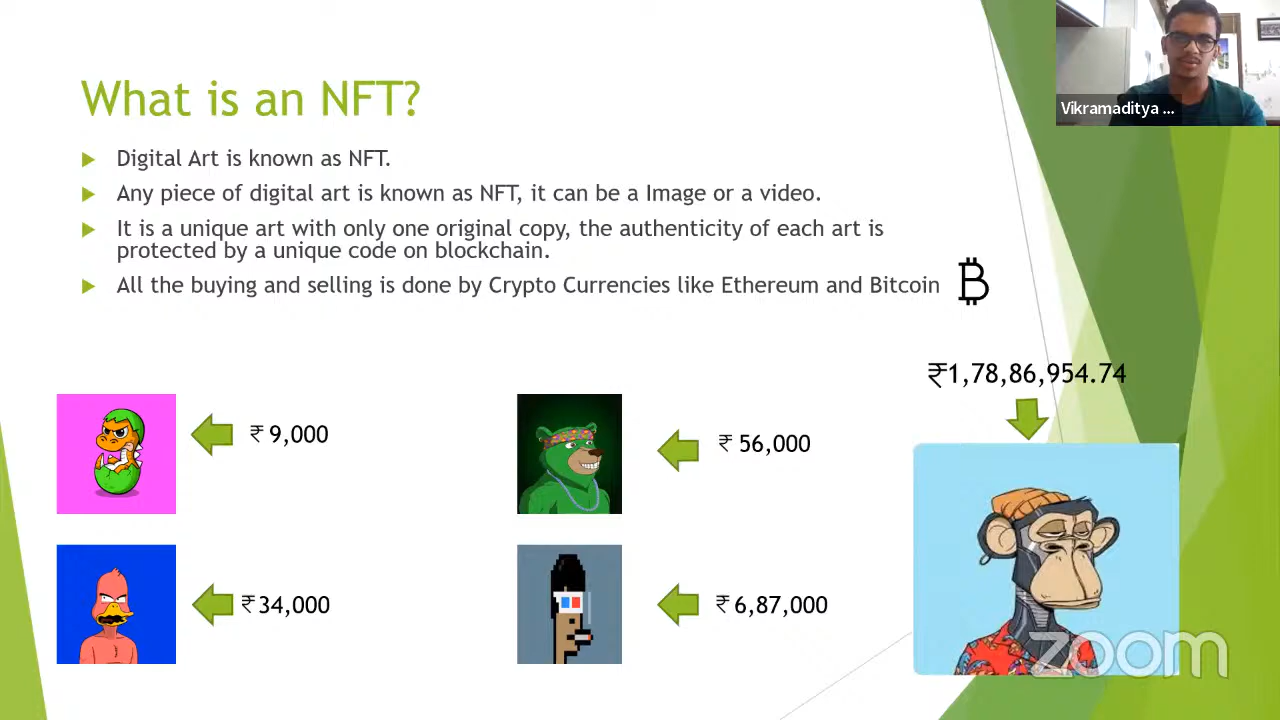 What is an NFT?
Digital Art is known as NFT.
Any piece of digital art is known as NFT, it can be a Image or a video.
It is a unique art with only one original copy, the authenticity of each art is
protected by a unique code on blockchain.
All the buying and selling is done by Crypto Currencies like Ethereum and Bitcoin
Vikramaditya ...
₹1,78,86,954.74
₹ 9,000
₹ 56,000
₹34,000
₹ 6,87,000
zoom